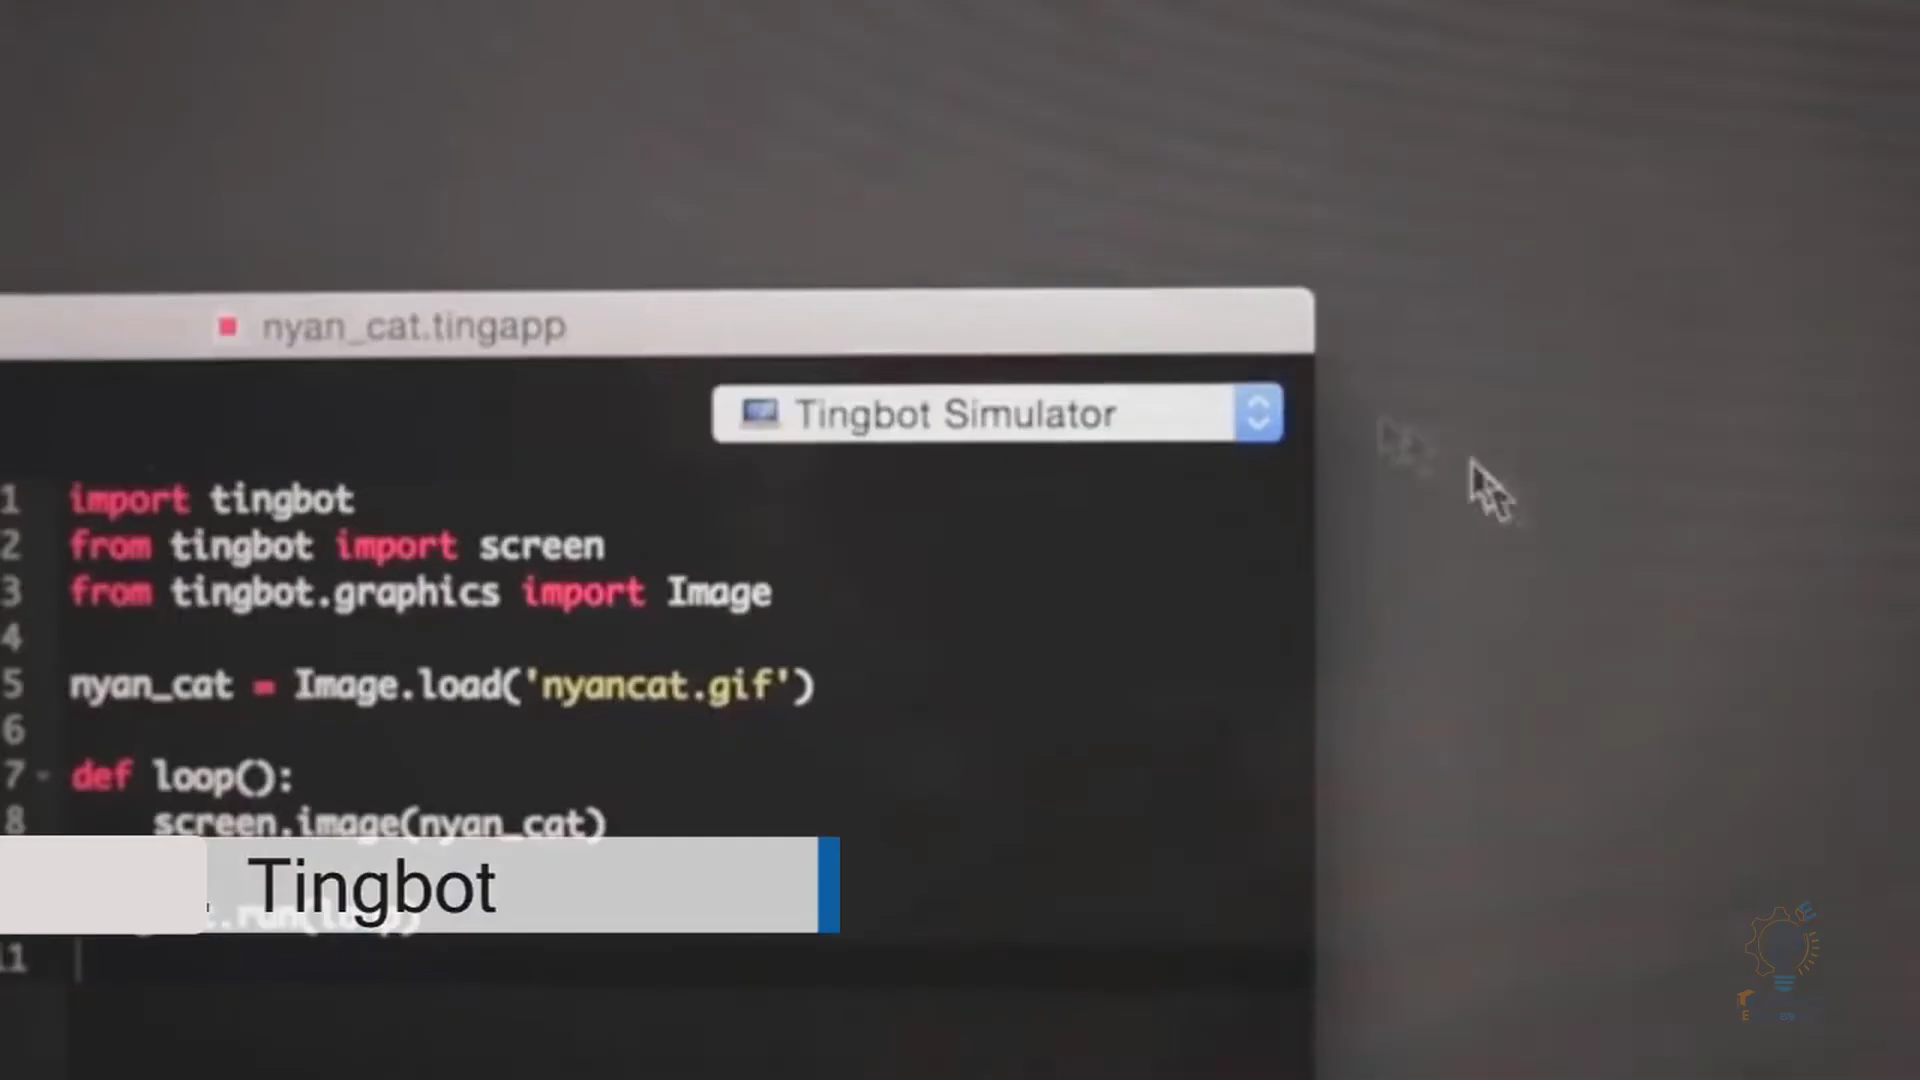 nyan_cat.tingapp
Tingbot Simulator
1 import tingbot
2 from tingbot import screen
3 from tingbot.graphics import Image
4
5 nyan_cat = Image.load('nyancat.gif')
6
7 def loop():
8 screen.image(nyan_cat)
Tingbot
11